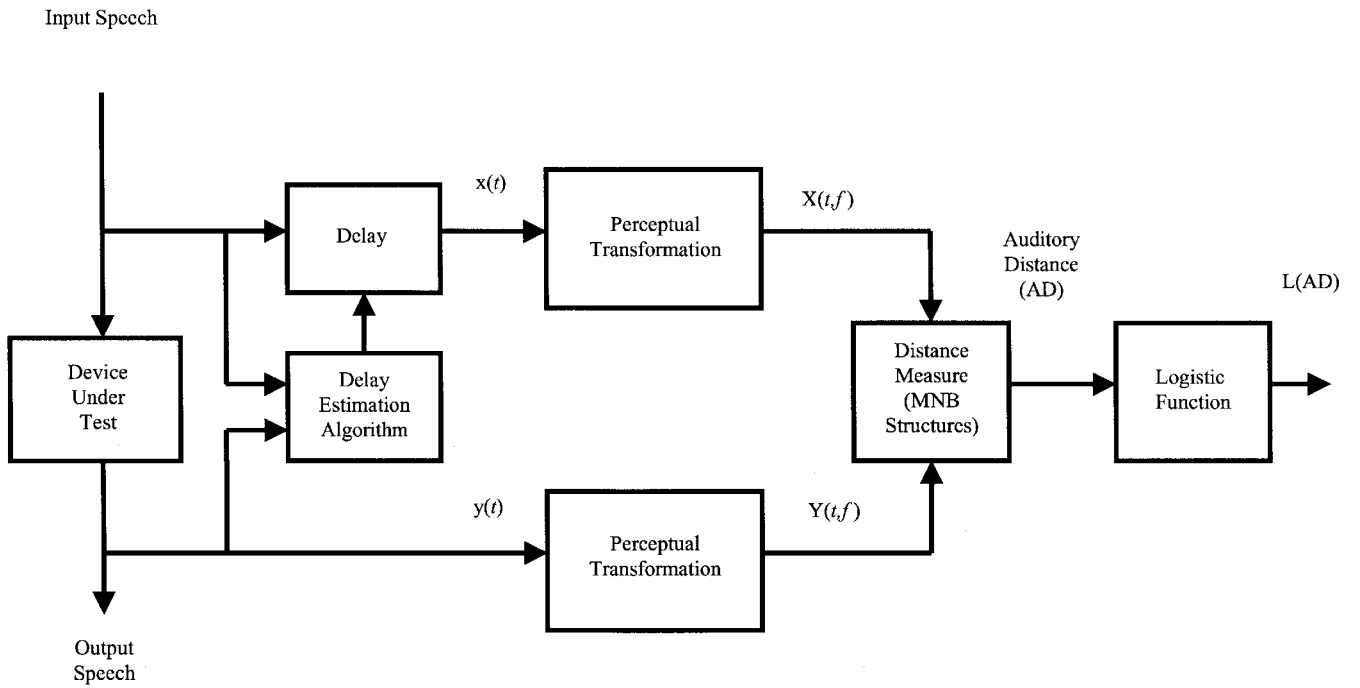 Input Speech
x(t)
Delay
Perceptual
Transformation
X(t,f)
Auditory
Distance
(AD)
L(AD)
Device
Under
Test
Delay
Estimation
Algorithm
Distance
Measure
(MNB
Structures)
Logistic
Function
y(t)
Perceptual
Transformation
Y(t,f)
Output
Speech